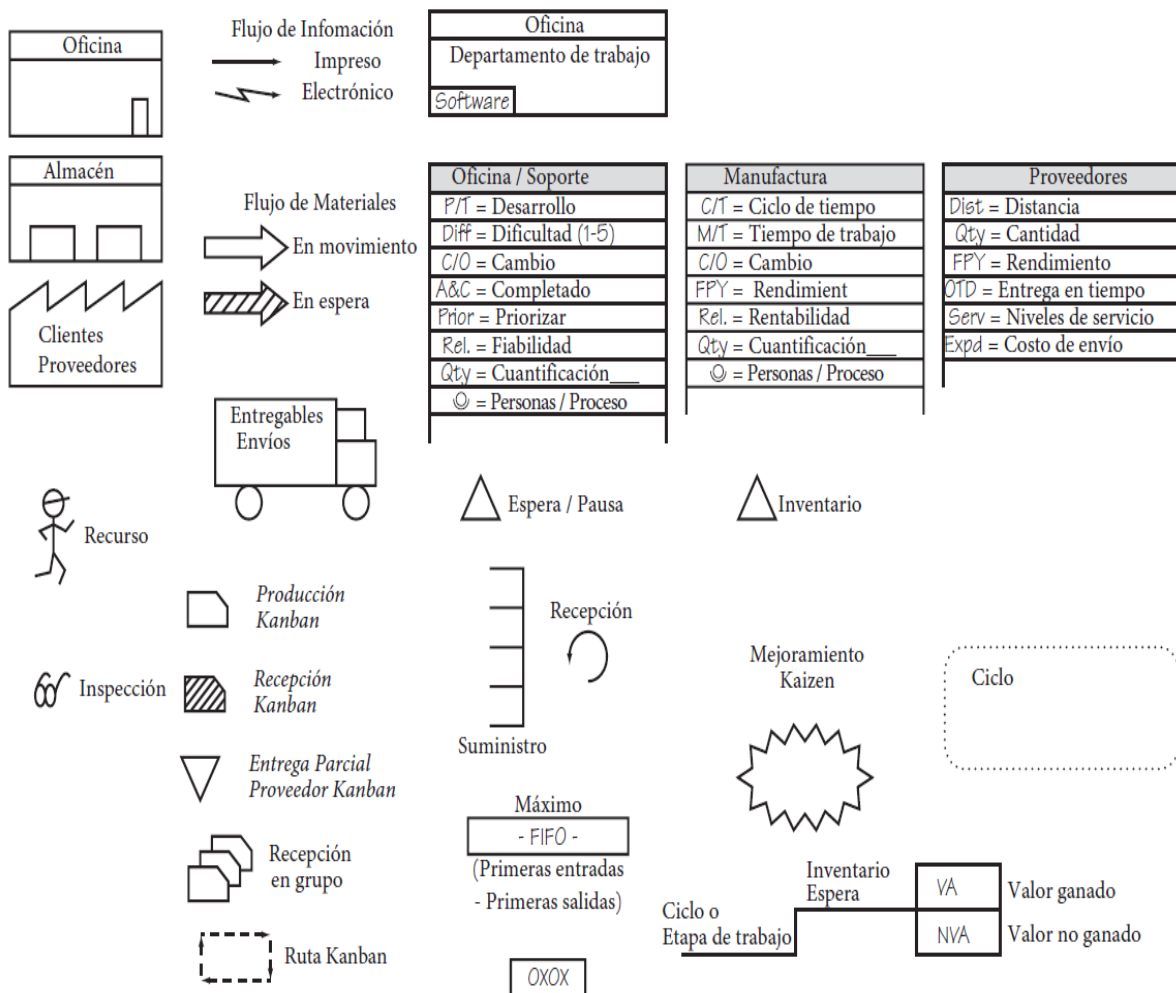 Oficina
Flujo de Infomación
Impreso
Electrónico
Oficina
Departamento de trabajo
Software
Almacén
Flujo de Materiales
En movimiento
En espera
Clientes
Proveedores
Oficina / Soporte
P/T = Desarrollo
Diff = Dificultad (1-5)
C/O = Cambio
A&C = Completado
Prior = Priorizar
Rel. = Fiabilidad
Qty = Cuantificación___
= Personas / Proceso
Manufactura
C/T = Ciclo de tiempo
M/T = Tiempo de trabajo
C/O = Cambio
FPY = Rendimient
Rel. = Rentabilidad
Qty = Cuantificación___
= Personas / Proceso
Proveedores
Dist = Distancia
Qty = Cantidad
FPY = Rendimiento
OTD = Entrega en tiempo
Serv = Niveles de servicio
Expd = Costo de envío
Entregables
Envíos
Recurso
Espera / Pausa
Inventario
Producción
Kanban
Recepción
Inspección
Recepción
Kanban
Suministro
Mejoramiento
Kaizen
Ciclo
Entrega Parcial
Proveedor Kanban
Máximo
- FIFO -
(Primeras entradas
- Primeras salidas)
Recepción
en grupo
Ciclo o
Etapa de trabajo
Inventario
Espera
VA
Valor ganado
NVA
Valor no ganado
Ruta Kanban
OXOX